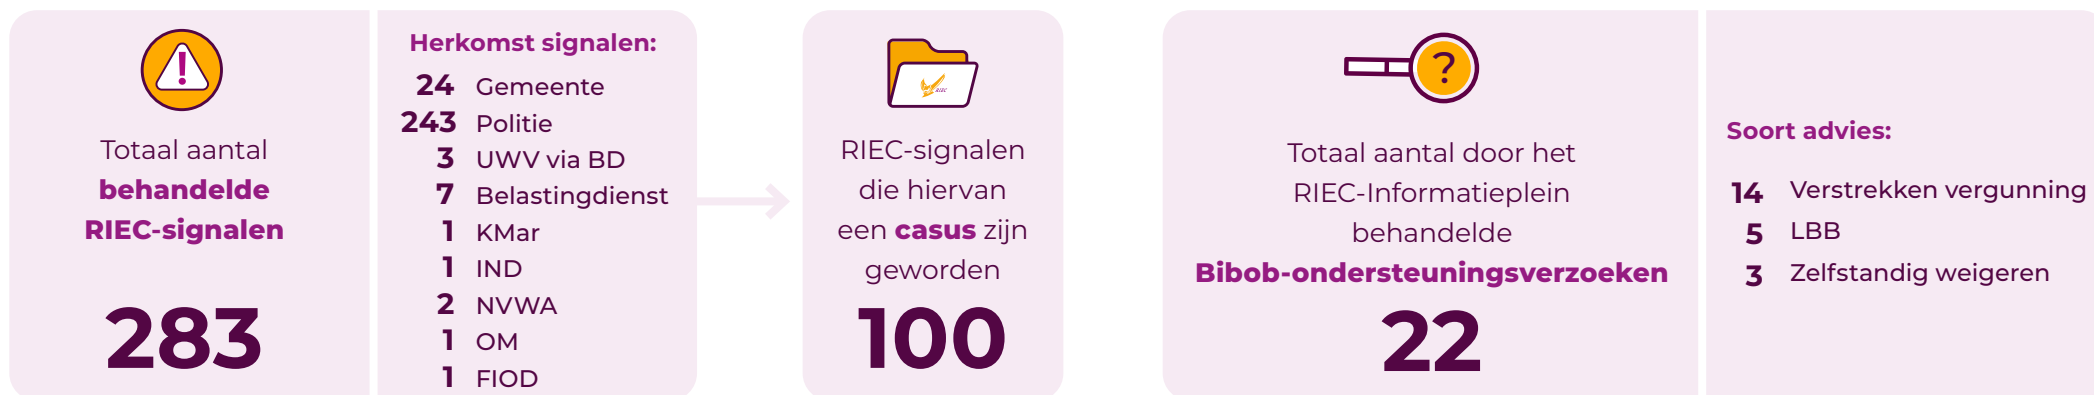 Totaal aantal
behandelde
RIEC-signalen
283
Herkomst signalen:
24 Gemeente
243 Politie
3 UWV via BD
7 Belastingdienst
1 KMar
1 IND
2 NVWA
1 OM
1 FIOD
RIEC
RIEC-signalen
die hiervan
een casus zijn
geworden
100
?
Totaal aantal door het
RIEC-Informatieplein
behandelde
Bibob-ondersteuningsverzoeken
22
Soort advies:
14 Verstrekken vergunning
5 LBB
3 Zelfstandig weigeren